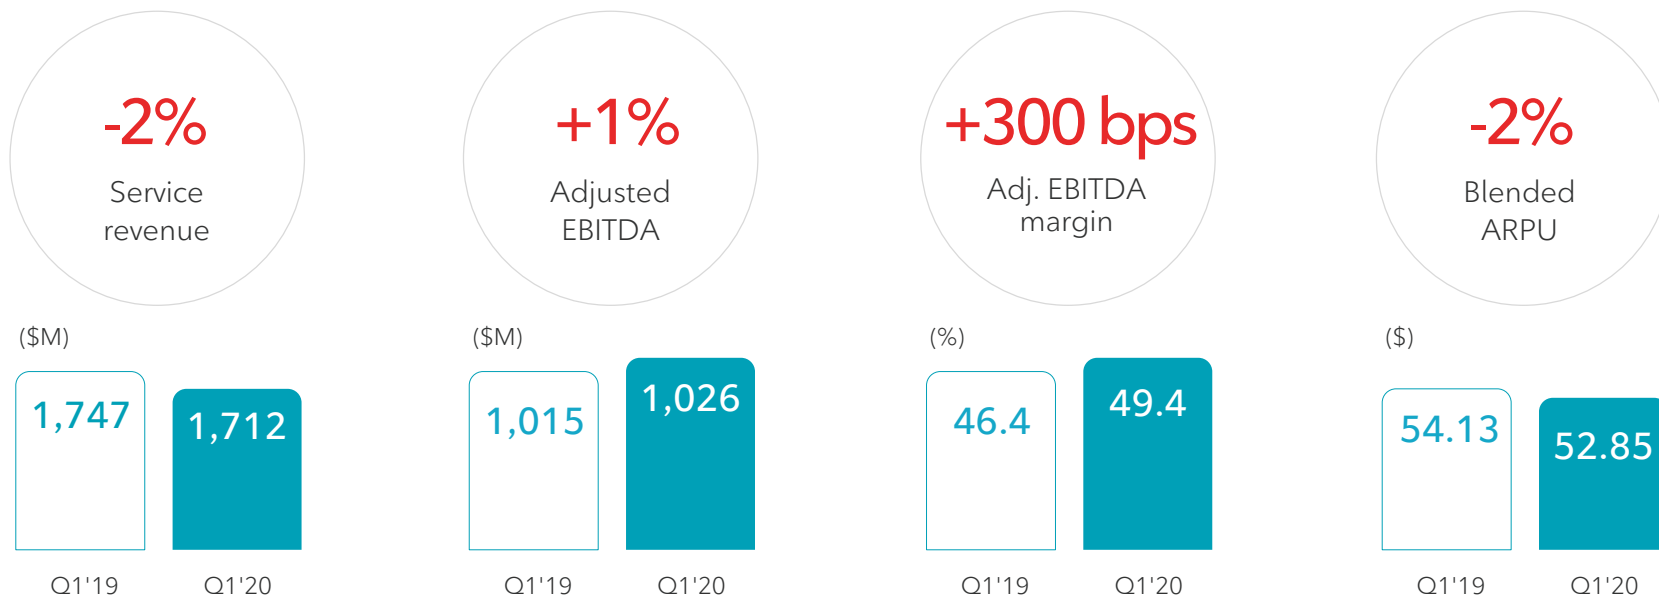 -2%
Service
revenue
($M)
1,747
1,712
Q1'19
Q1'20
+1%
Adjusted
EBITDA
($M)
1,015
1,026
Q1'19
Q1'20
+300 bps
Adj. EBITDA
margin
(%)
46.4
49.4
Q1'19
Q1'20
-2%
Blended
ARPU
($)
54.13
52.85
Q1'19
Q1'20